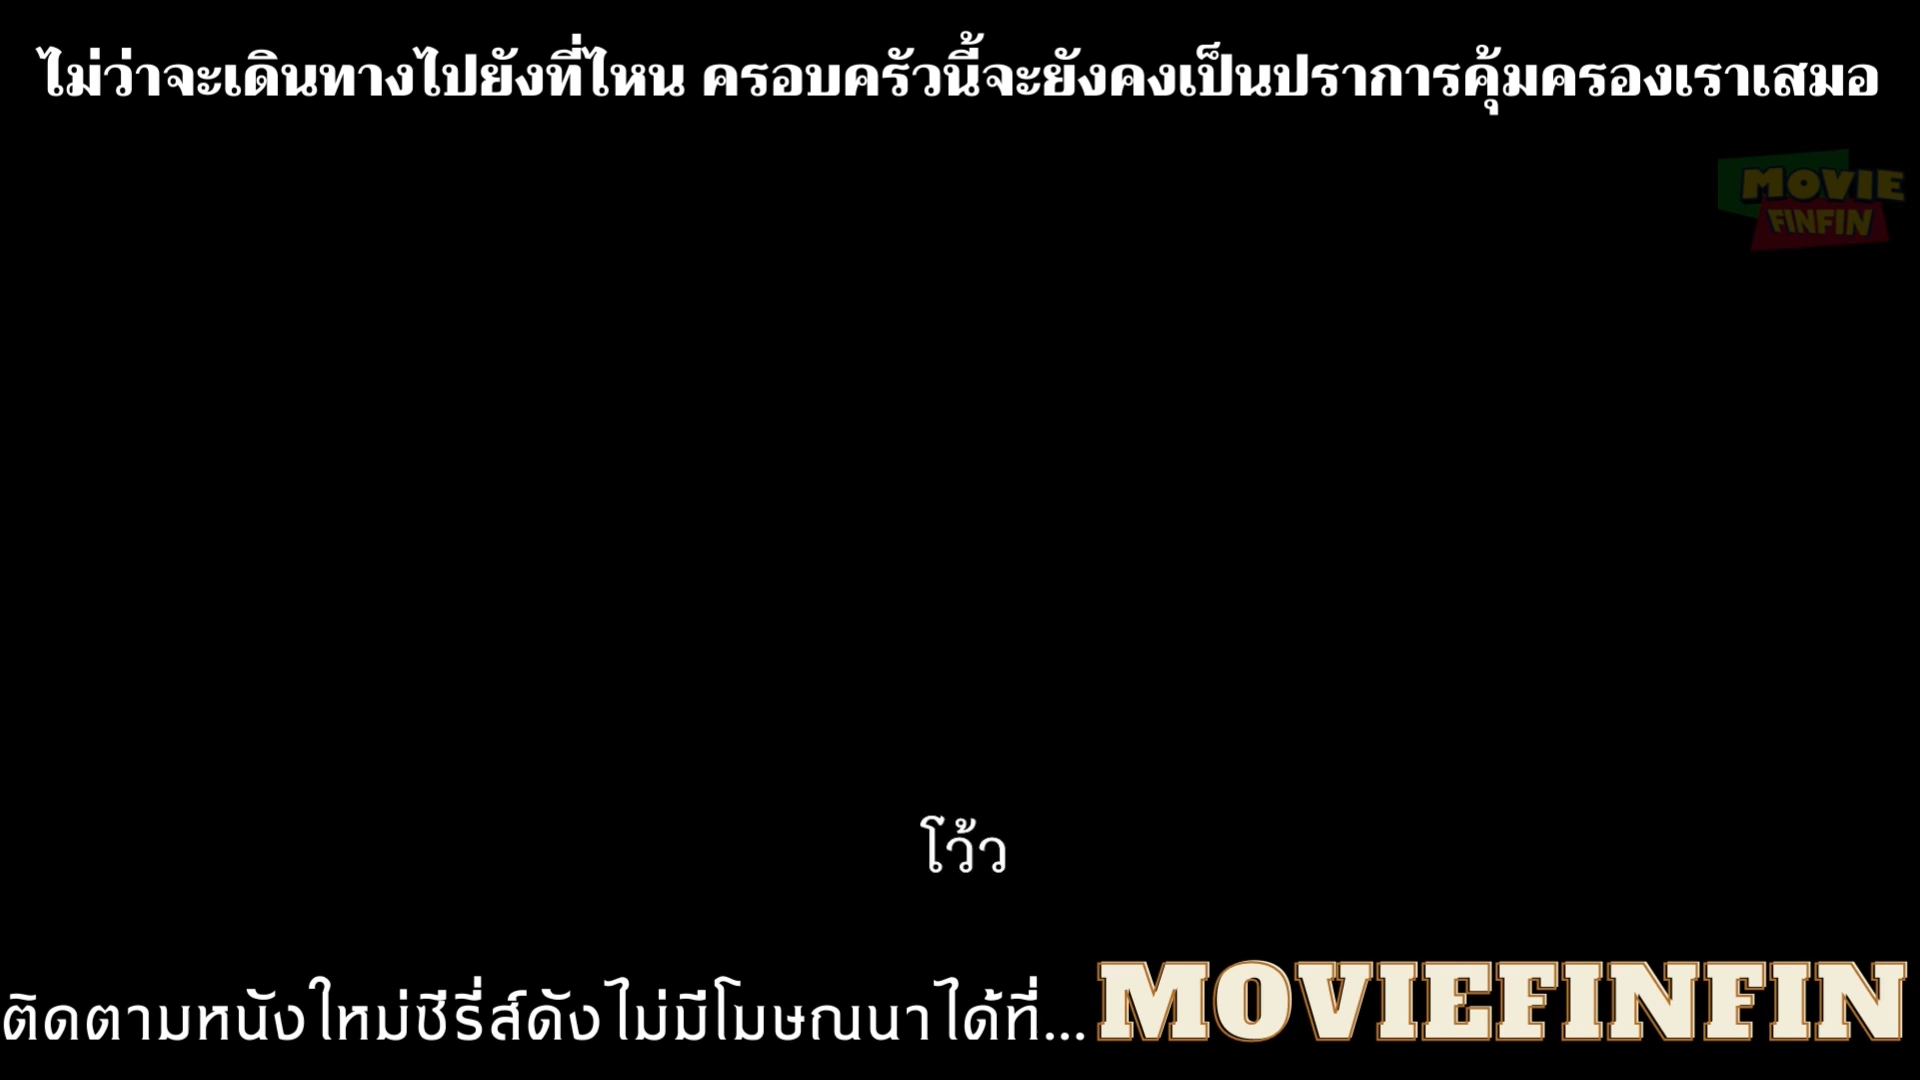 ไม่ว่าจะเดินทางไปยังที่ไหน ครอบครัวนี้จะยังคงเป็นปราการคุ้มครองเราเสมอ
MOVIE
FINFIN
โว้ว
ติดตามหนังใหม่ซีรี่ส์ดังไม่มีโมษณนาได้ที่...MOVIEFINFIN